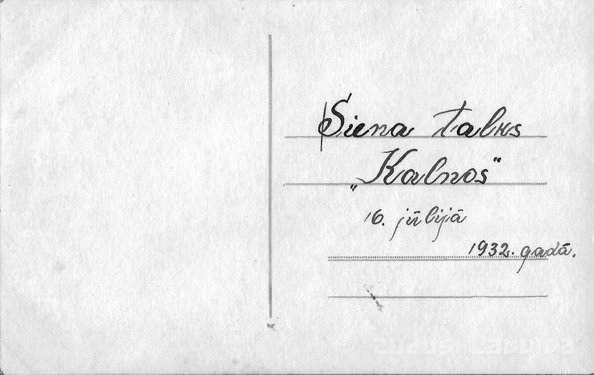 Siena talks
„Kalnos"
16. jūlijā
1932. gadā.